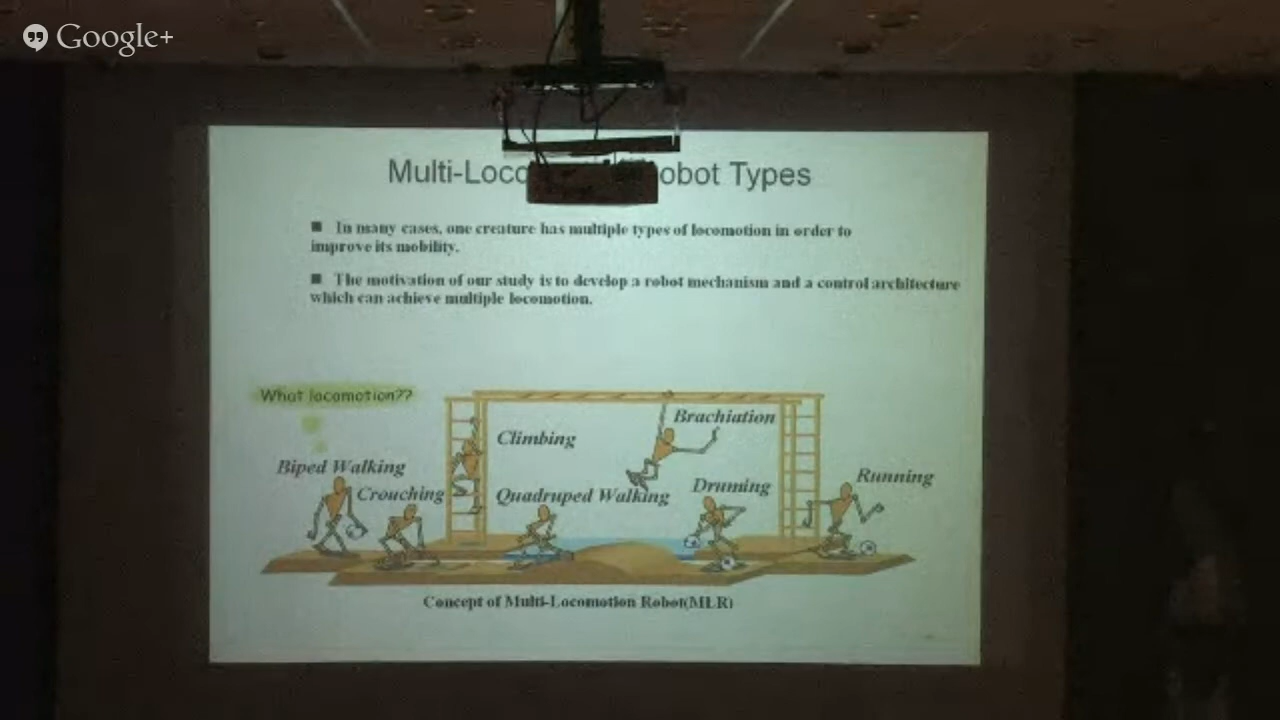 Google+
Multi-Loco obot Types
■ In many cases, one creature has multiple types of locomotion in order to
improve its mobility.
■ The motivation of our study is to develop a robot mechanism and a control architecture
which can achieve multiple locomotion.
What locomotion??
Brachiation
Climbing
Biped Walking
Crouching
Quadruped Walking
Druming
Running
Concept of Multi-Locomotion Robot(MLR)